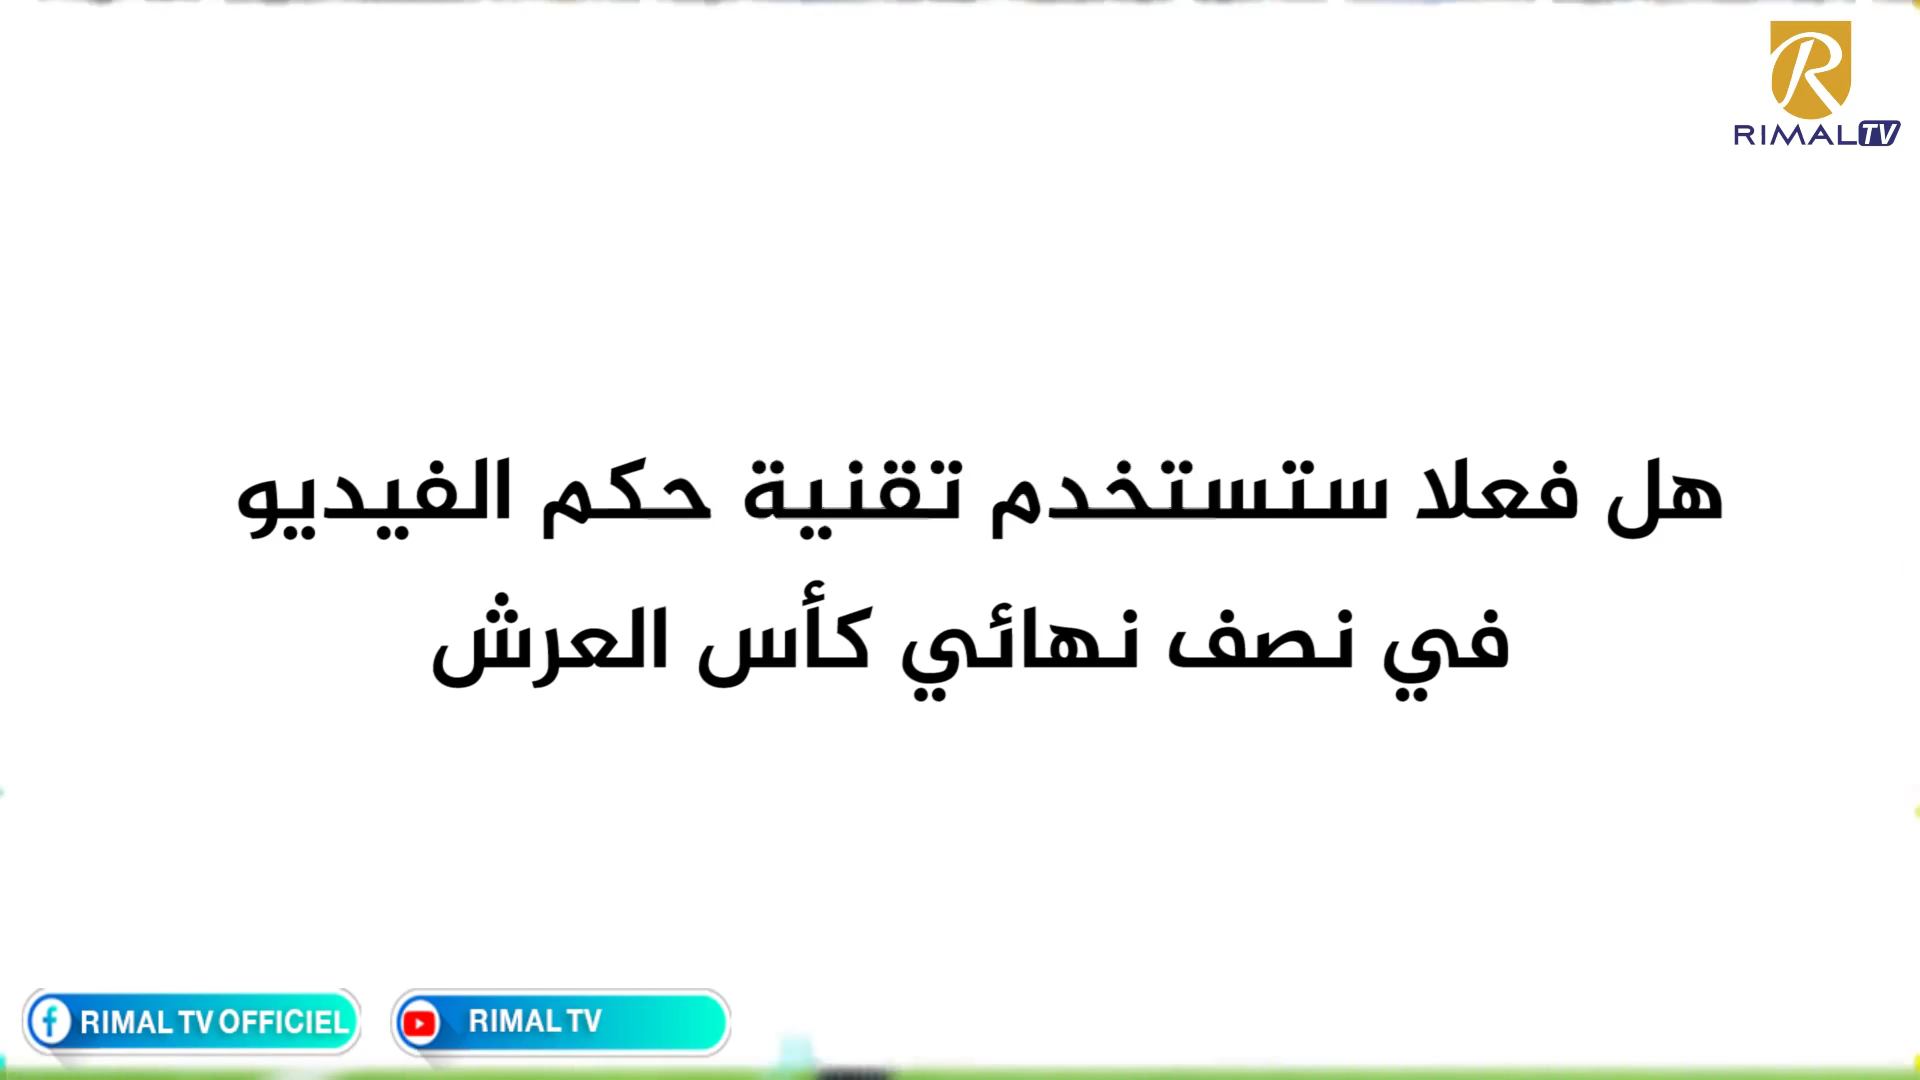 R
RIMAL TV
هل فعلا ستستخدم تقنية حكم الفيديو
في نصف نهائي كأس العرش
f RIMAL TV OFFICIEL
RIMAL TV